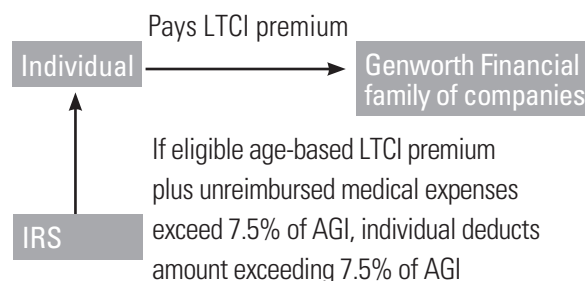 Pays LTCI premium
Individual
Genworth Financial
family of companies
If eligible age-based LTCI premium
plus unreimbursed medical expenses
exceed 7.5% of AGI, individual deducts
amount exceeding 7.5% of AGI
IRS